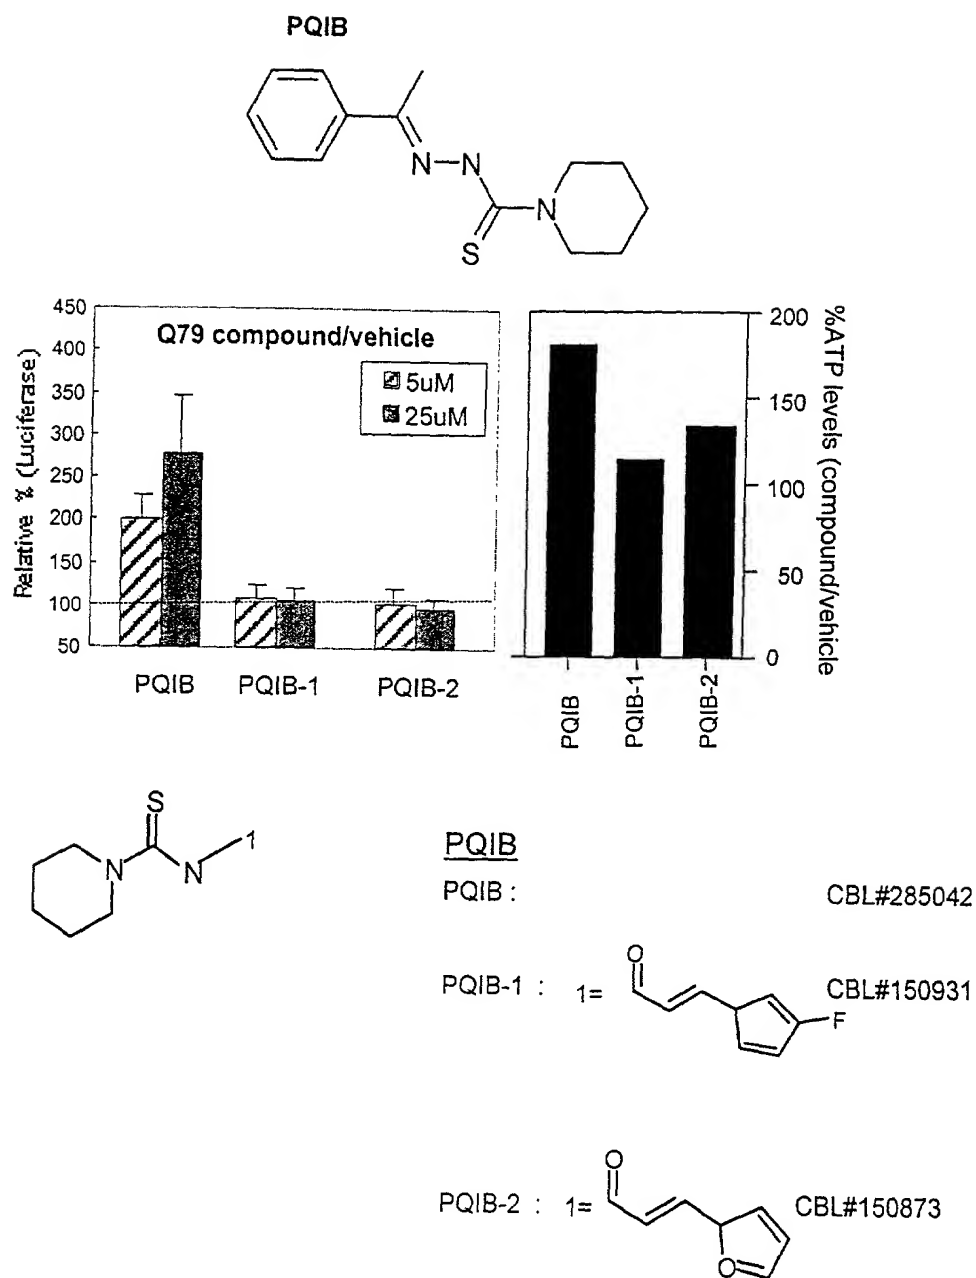 PQIB
N N
N
S
450
400
350
300
250
200
150
100
50
Relative % (Luciferase)
Q79 compound/vehicle
5uM
25uM
PQIB PQIB-1 PQIB-2
200
150
100
50
0
%ATP levels (compound/vehicle
PQIB PQIB-1 PQIB-2
S
N N 1
PQIB
PQIB : CBL#285042
PQIB-1 : 1= O F CBL#150931
PQIB-2 : 1= O O CBL#150873